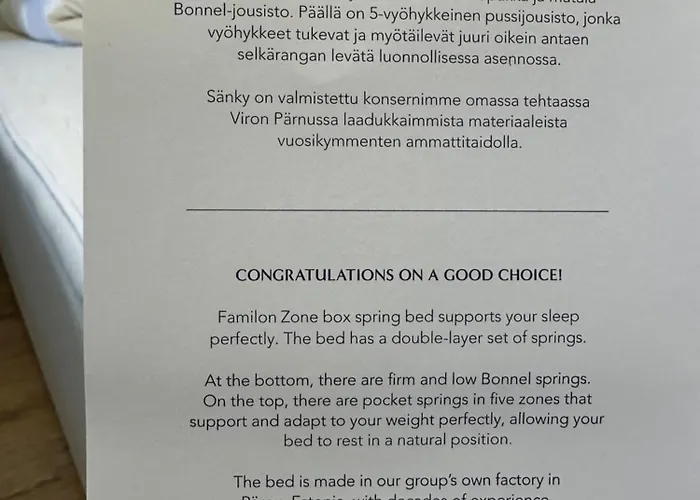 Bonnel-jousisto. Päällä on 5-vyöhykkeinen pussijousisto, jonka
vyöhykkeet tukevat ja myötäilevät juuri oikein antaen
selkärangan levätä luonnollisessa asennossa.
Sänky on valmistettu konsernimme omassa tehtaassa
Viron Pärnussa laadukkaimmista materiaaleista
vuosikymmenten ammattitaidolla.
CONGRATULATIONS ON A GOOD CHOICE!
Familon Zone box spring bed supports your sleep
perfectly. The bed has a double-layer set of springs.
At the bottom, there are firm and low Bonnel springs.
On the top, there are pocket springs in five zones that
support and adapt to your weight perfectly, allowing your
bed to rest in a natural position.
The bed is made in our group's own factory in
with decades of experience